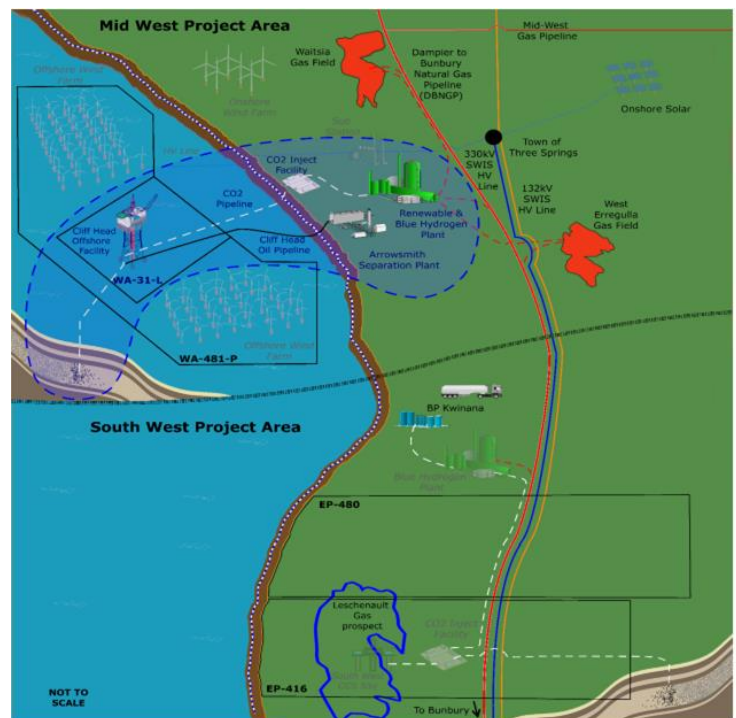 Mid West Project Area
Mid-West
Gas Pipeline
Waitsia
Gas Field
Dampier to
Bunbury
Natural Gas
Pipeline
(DBNGP)
Offshore Wind
Farm
Onshore
Wind Farm
Onshore Solar
Town of
Three Springs
330kV
SWIS
HV
Line
132kV
SWIS
HV Line
HV Line
CO2 Inject
Facility
CO2
Pipeline
Renewable &
Blue Hydrogen
Plant
West
Erregulla
Gas Field
Cliff Head
Offshore
Facility
Cliff Head
Oil Pipeline
Arrowsmith
Separation Plant
WA-31-L
Offshore Wind
Farm
WA-481-P
South West Project Area
BP Kwinana
Blue Hydrogen
Plant
EP-480
Leschenault
Gas
prospect
CO2 Inject
Facility
South West
EP-416
NOT TO
SCALE
To Bunbury